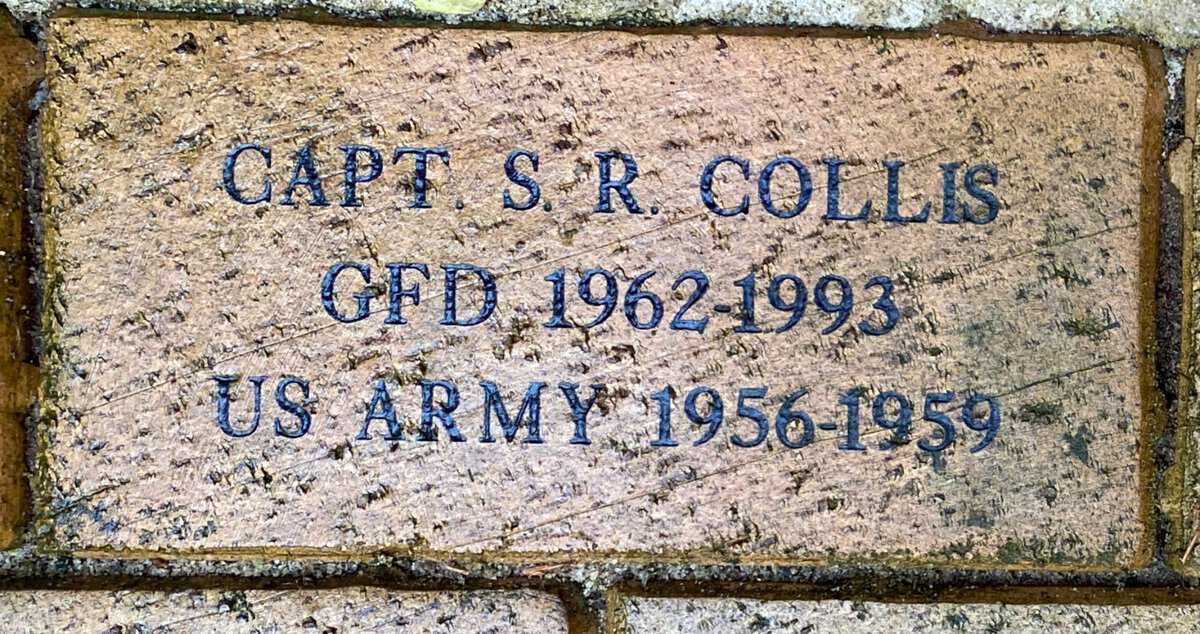 CAPT. S. R. COLLIS
GFD 1962-1993
US ARMY 1956-1959